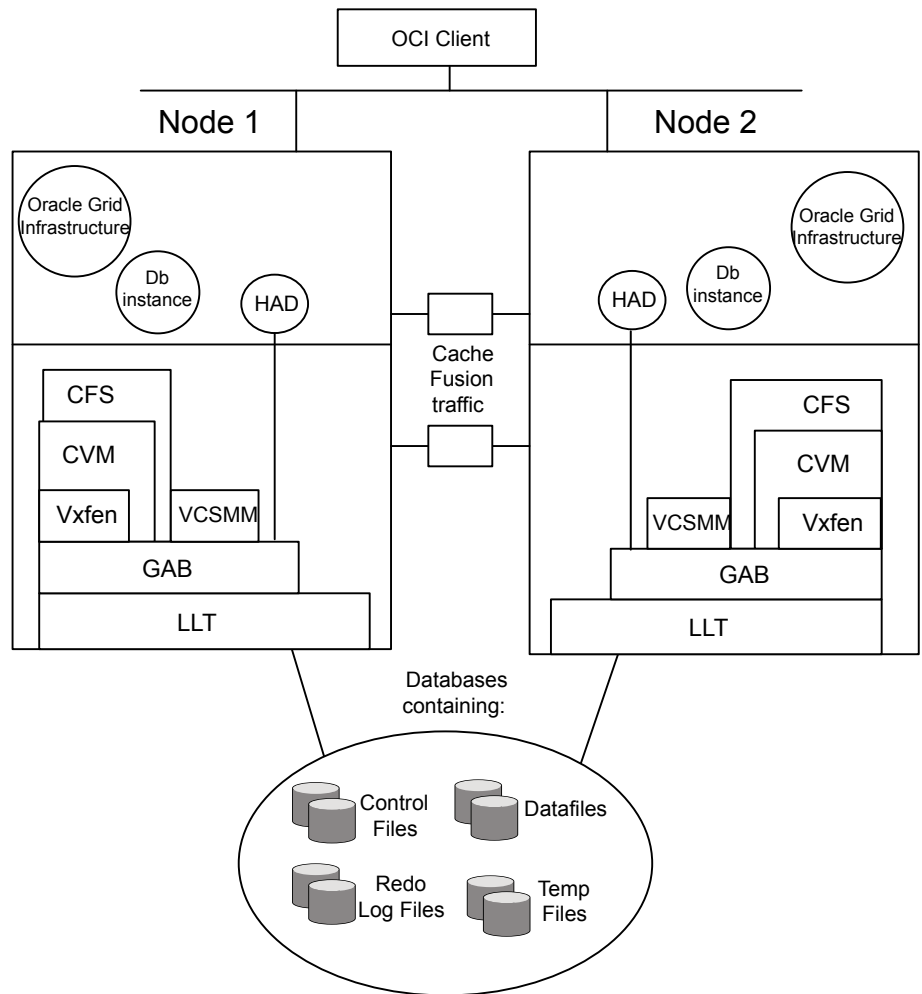 OCI Client
Node 1
Node 2
Oracle Grid
Infrastructure
Db
instance
HAD
Oracle Grid
Infrastructure
Db
instance
HAD
Cache
Fusion
traffic
CFS
CVM
Vxfen
VCSMM
GAB
LLT
CFS
CVM
VCSMM
Vxfen
GAB
LLT
Databases
containing:
Control
Files
Datafiles
Redo
Log Files
Temp
Files